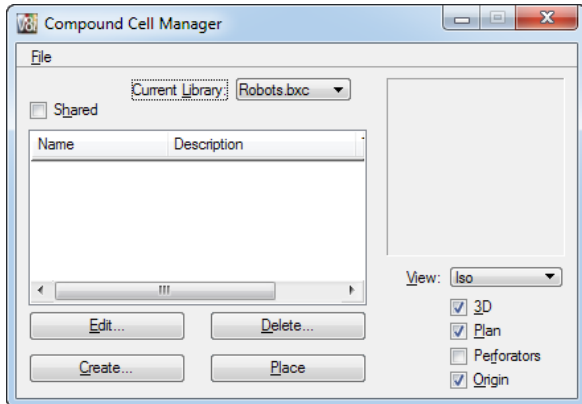 V8i Compound Cell Manager
File
Current Library: Robots.bxc
Shared
Name Description
View: Iso
3D
Edit... Delete... Plan
Perforators
Create... Place Origin